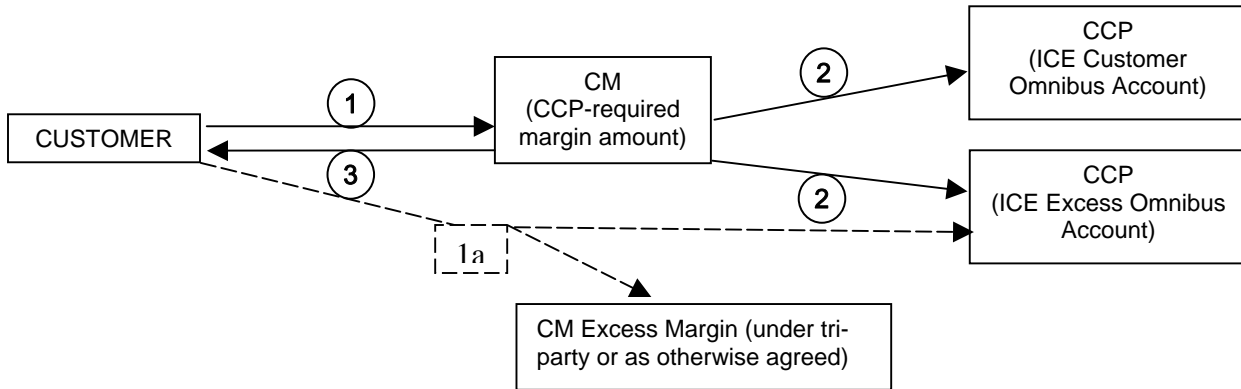 CUSTOMER
1
3
CM
(CCP-required
margin amount)
2
2
CCP
(ICE Customer
Omnibus Account)
CCP
(ICE Excess Omnibus
Account)
1a
CM Excess Margin (under tri-
party or as otherwise agreed)